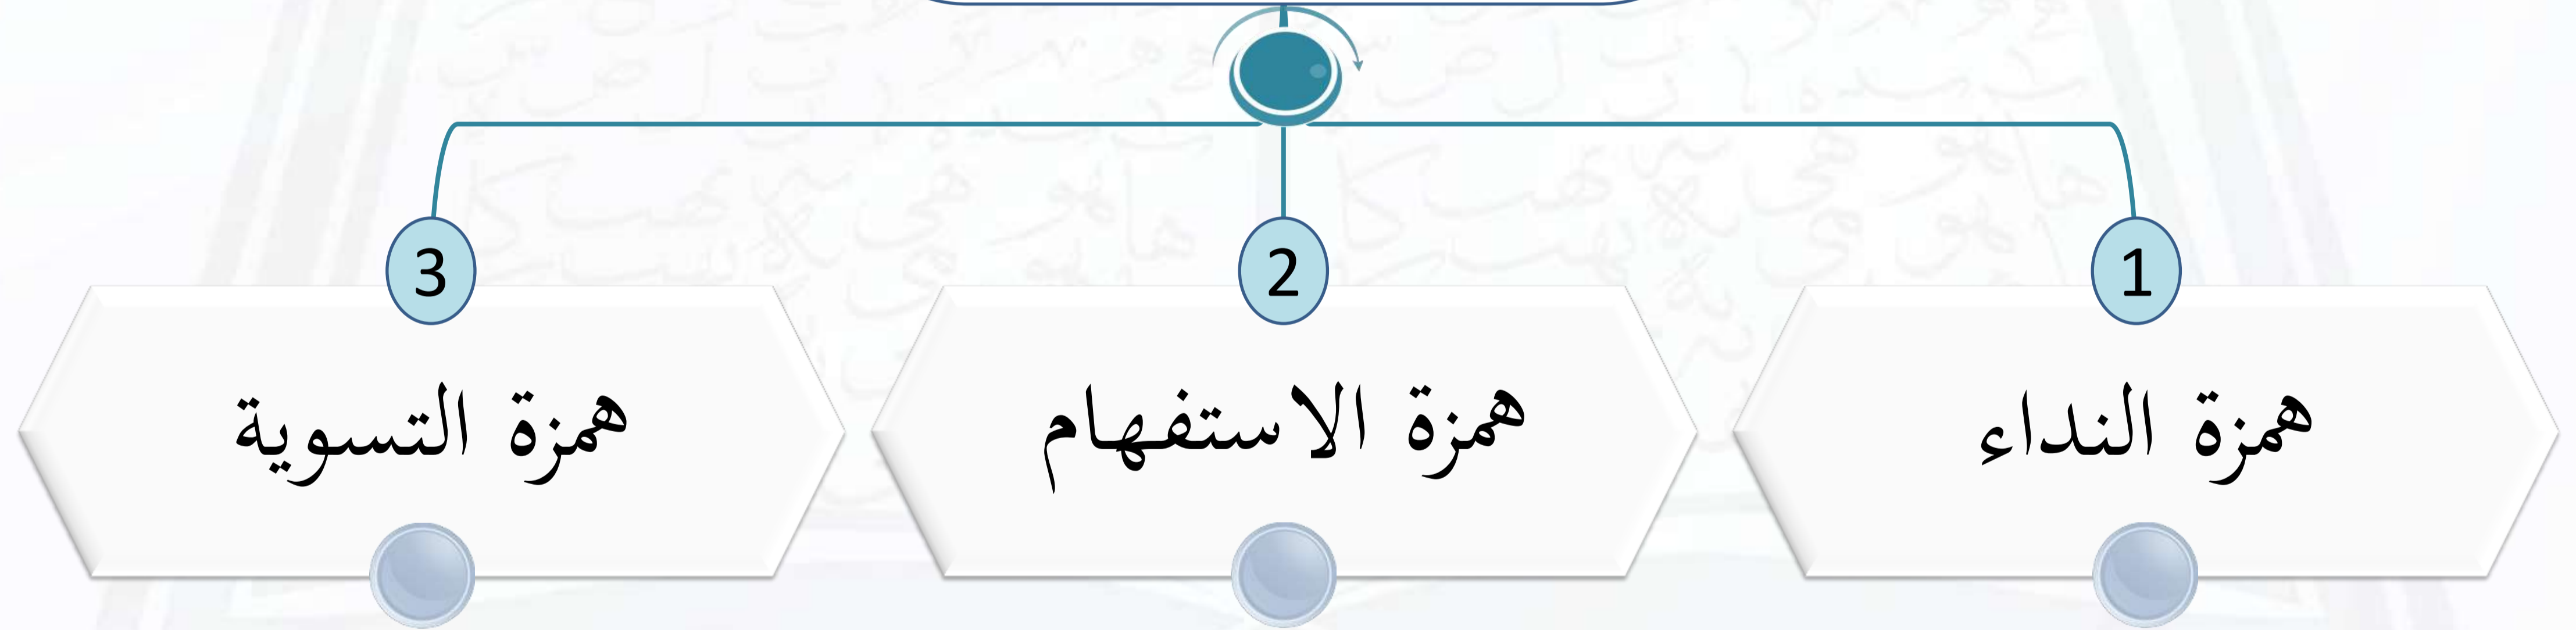 1
همزة النداء
2
همزة الاستفهام
3
همزة التسوية